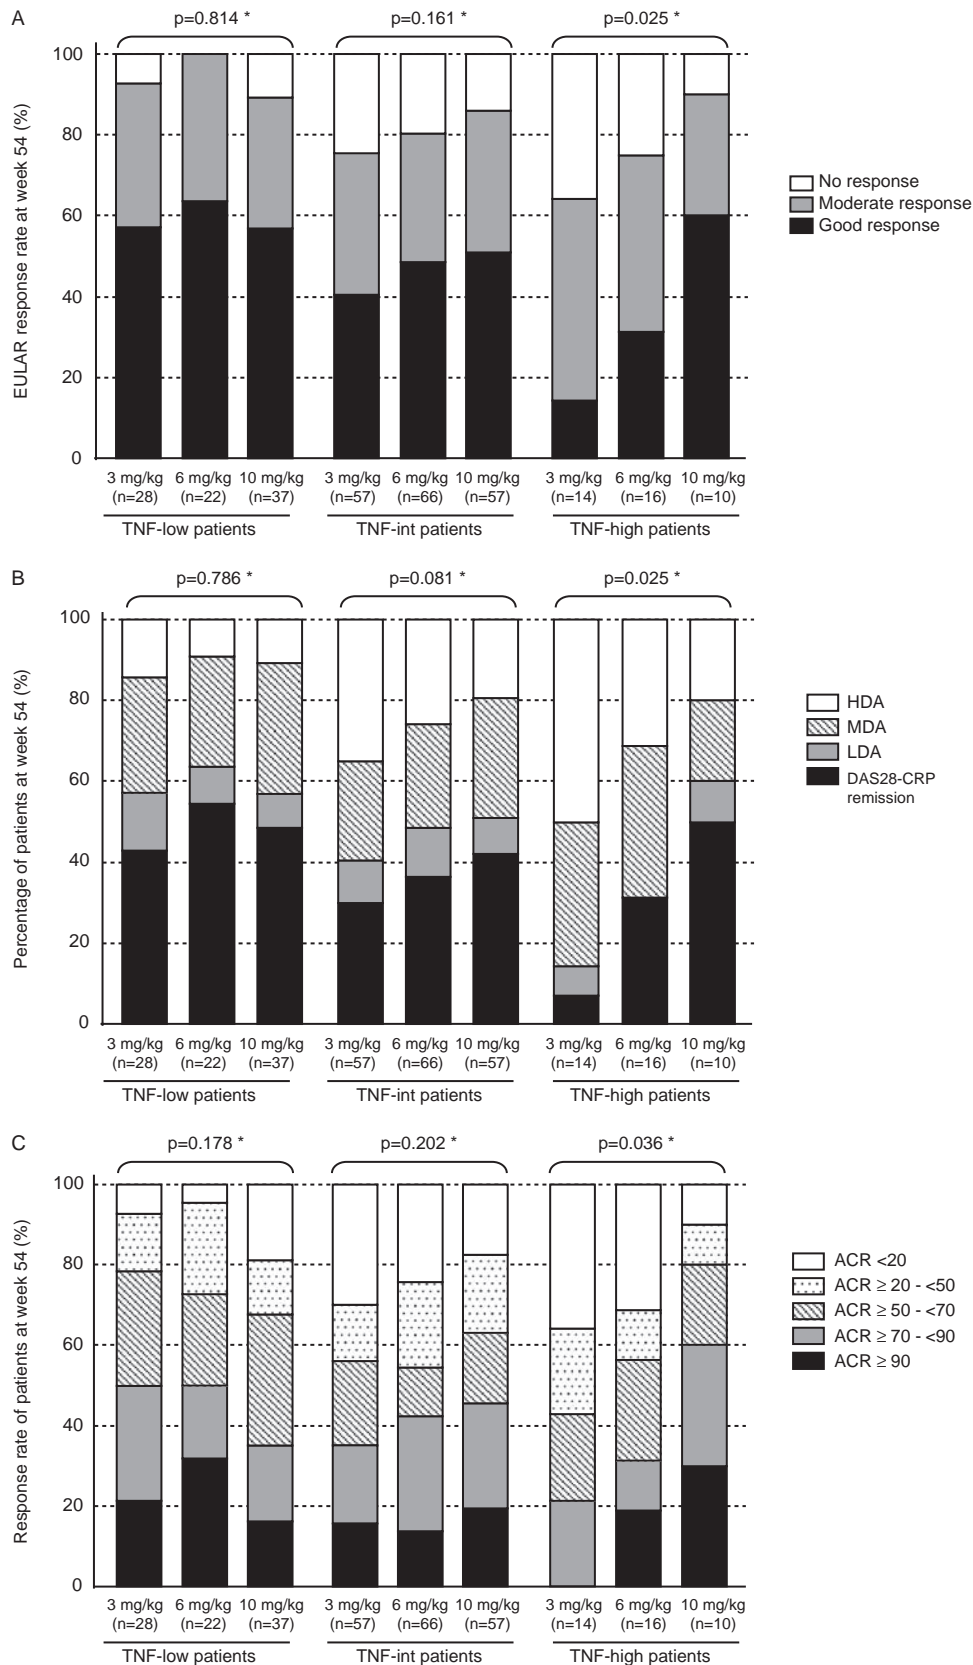 A
p=0.814 * p=0.161 * p=0.025 *
EULAR response rate at week 54 (%)
100
80
60
40
20
0
No response
Moderate response
Good response
3 mg/kg 6 mg/kg 10 mg/kg 3 mg/kg 6 mg/kg 10 mg/kg 3 mg/kg 6 mg/kg 10 mg/kg
(n=28) (n=22) (n=37) (n=57) (n=66) (n=57) (n=14) (n=16) (n=10)
TNF-low patients TNF-int patients TNF-high patients
B
p=0.786 * p=0.081 * p=0.025 *
Percentage of patients at week 54 (%)
100
80
60
40
20
0
HDA
MDA
LDA
DAS28-CRP
remission
3 mg/kg 6 mg/kg 10 mg/kg 3 mg/kg 6 mg/kg 10 mg/kg 3 mg/kg 6 mg/kg 10 mg/kg
(n=28) (n=22) (n=37) (n=57) (n=66) (n=57) (n=14) (n=16) (n=10)
TNF-low patients TNF-int patients TNF-high patients
C
p=0.178 * p=0.202 * p=0.036 *
Response rate of patients at week 54 (%)
100
80
60
40
20
0
ACR <20
ACR ≥ 20 - <50
ACR ≥ 50 - <70
ACR ≥ 70 - <90
ACR ≥ 90
3 mg/kg 6 mg/kg 10 mg/kg 3 mg/kg 6 mg/kg 10 mg/kg 3 mg/kg 6 mg/kg 10 mg/kg
(n=28) (n=22) (n=37) (n=57) (n=66) (n=57) (n=14) (n=16) (n=10)
TNF-low patients TNF-int patients TNF-high patients